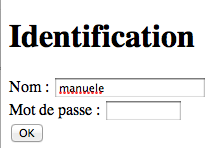 Identification
Nom : manuele
Mot de passe :
OK